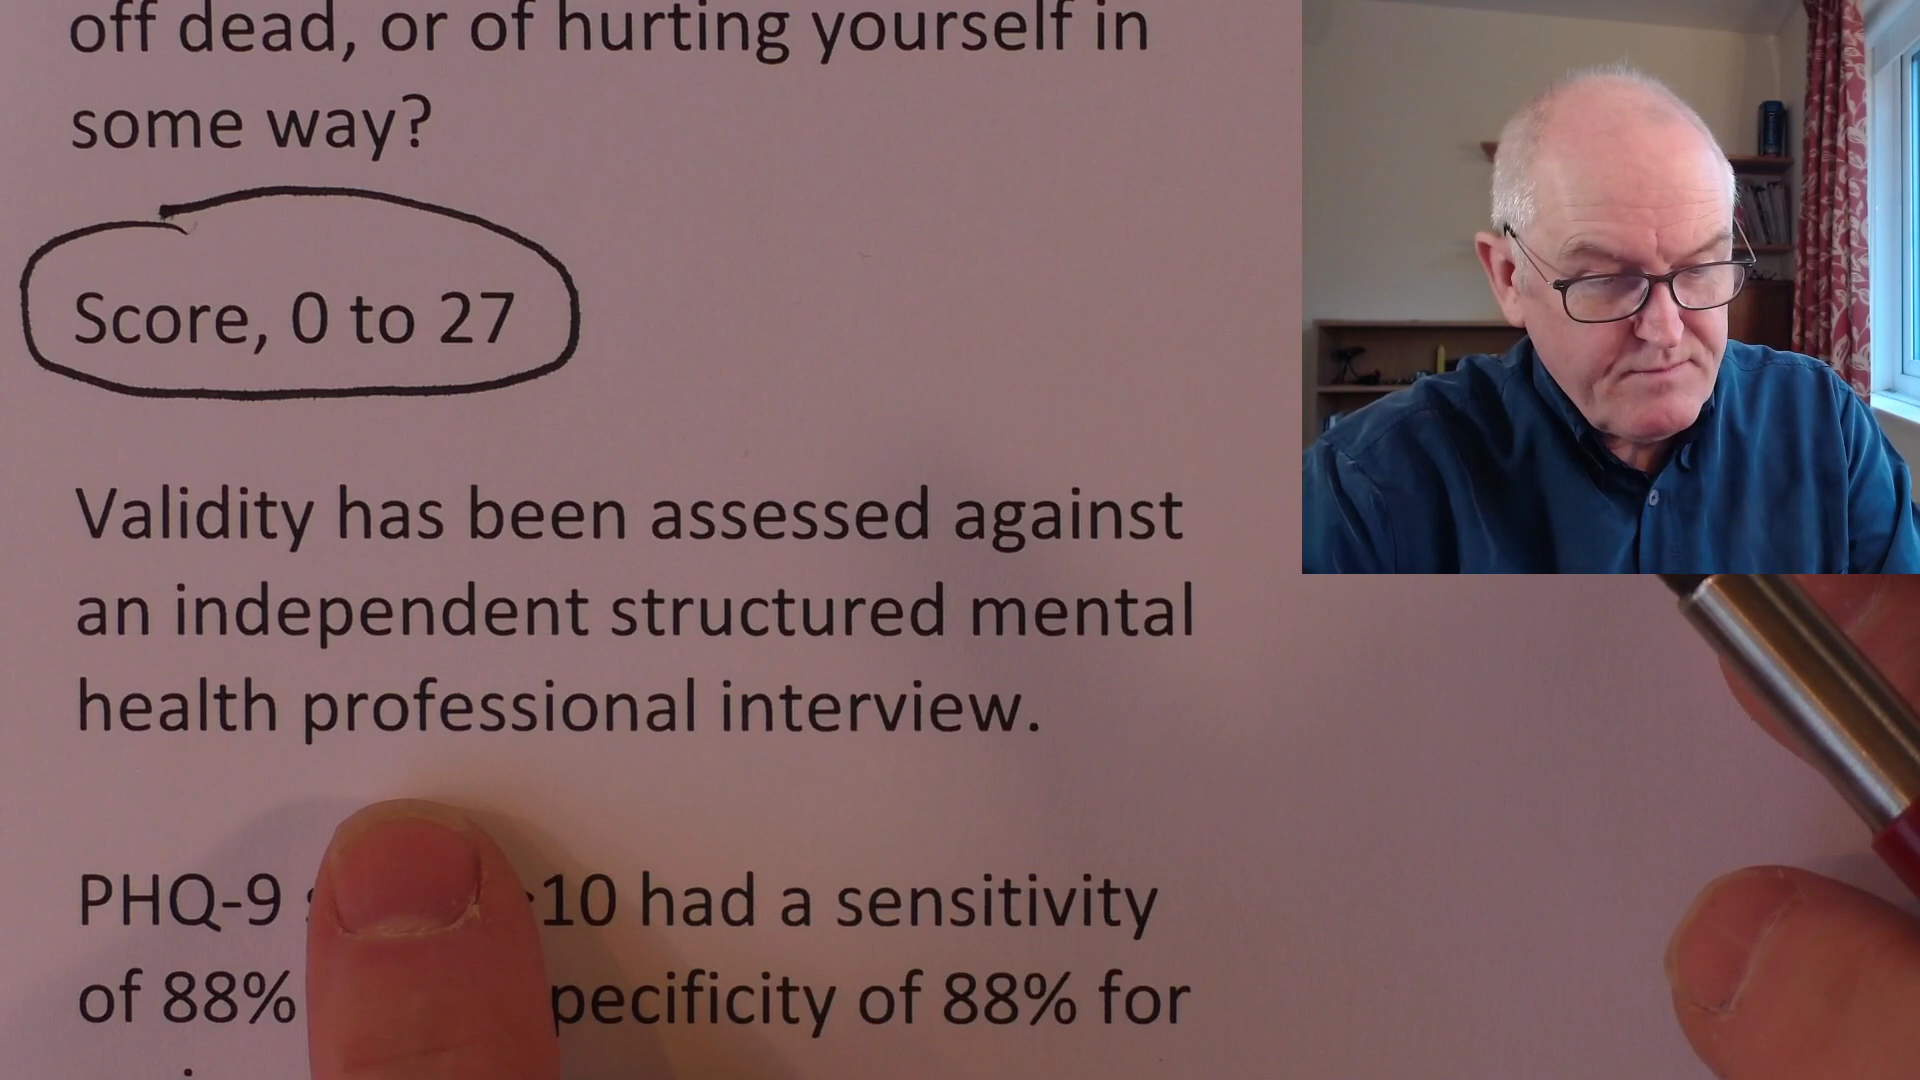 off dead, or of hurting yourself in
some way?
Score, 0 to 27
Validity has been assessed against
an independent structured mental
health professional interview.
PHQ-9 10 had a sensitivity
of 88% pecificity of 88% for